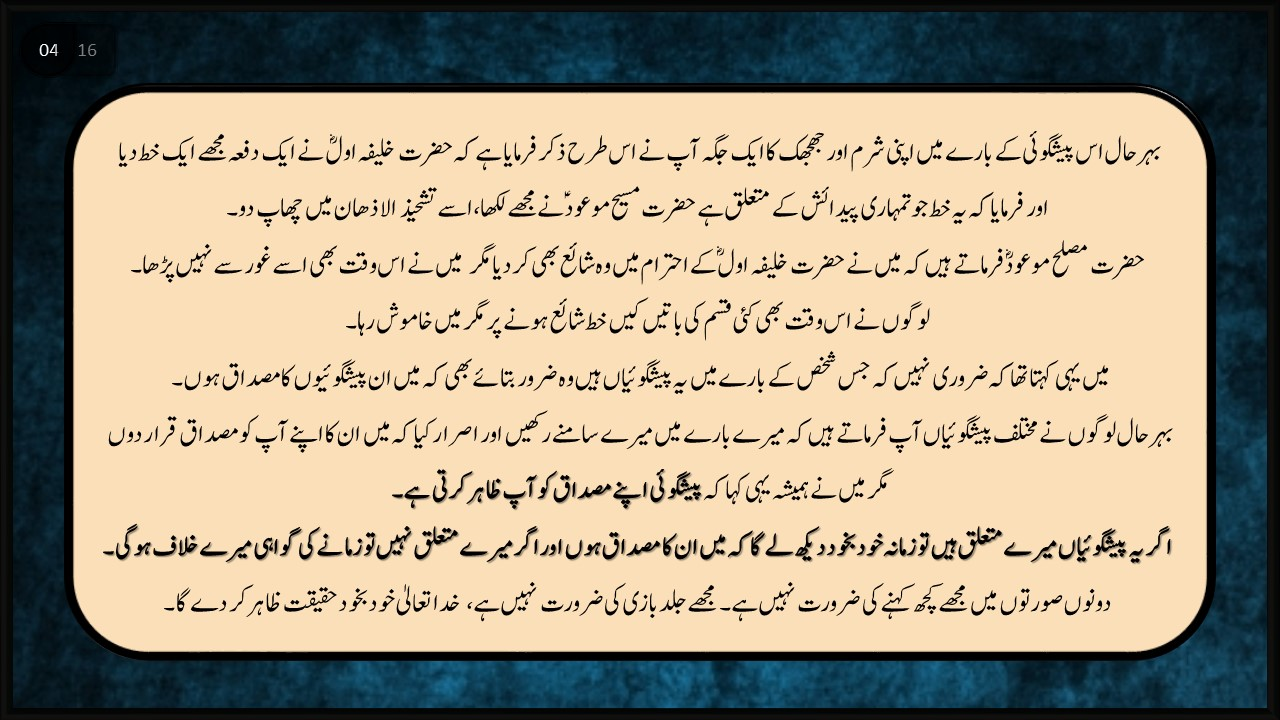 04 16
بہرحال اس پیشگوئی کے بارے میں اپنی شرم اور جھجھک کا ایک جگہ آپ نے اس طرح ذکر فرمایا ہے کہ حضرت خلیفہ اولؓ نے ایک دفعہ مجھے ایک خط دیا
اور فرمایا کہ یہ خط جو تمہاری پیدائش کے متعلق ہے حضرت مسیح موعودؑ نے مجھے لکھا، اسے تشحیذ الاذھان میں چھاپ دو۔
حضرت مصلح موعودؓ فرماتے ہیں کہ میں نے حضرت خلیفہ اولؓ کے احترام میں وہ شائع بھی کر دیا مگر میں نے اس وقت بھی اسے غور سے نہیں پڑھا۔
لوگوں نے اس وقت بھی کئی قسم کی باتیں کیں خط شائع ہونے پر مگر میں خاموش رہا۔
میں یہی کہتا تھا کہ ضروری نہیں کہ جس شخص کے بارے میں یہ پیشگوئیاں ہیں وہ ضرور بتائے بھی کہ میں ان پیشگوئیوں کا مصداق ہوں۔
بہرحال لوگوں نے مختلف پیشگوئیاں آپ فرماتے ہیں کہ میرے بارے میں میرے سامنے رکھیں اور اصرار کیا کہ میں ان کا اپنے آپ کو مصداق قرار دوں
مگر میں نے ہمیشہ یہی کہا کہ پیشگوئی اپنے مصداق کو آپ ظاہر کرتی ہے۔
اگر یہ پیشگوئیاں میرے متعلق ہیں تو زمانہ خود بخود دیکھ لے گا کہ میں ان کا مصداق ہوں اور اگر میرے متعلق نہیں تو زمانے کی گواہی میرے خلاف ہو گی۔
دونوں صورتوں میں مجھے کچھ کہنے کی ضرورت نہیں ہے۔ مجھے جلد بازی کی ضرورت نہیں ہے، خدا تعالیٰ خود بخود حقیقت ظاہر کر دے گا۔